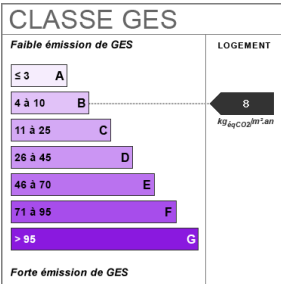 CLASSE GES
Faible émission de GES
LOGEMENT
≤ 3 A
4 à 10 B
8
kgéqCO2/m².an
11 à 25 C
26 à 45 D
46 à 70 E
71 à 95 F
> 95 G
Forte émission de GES